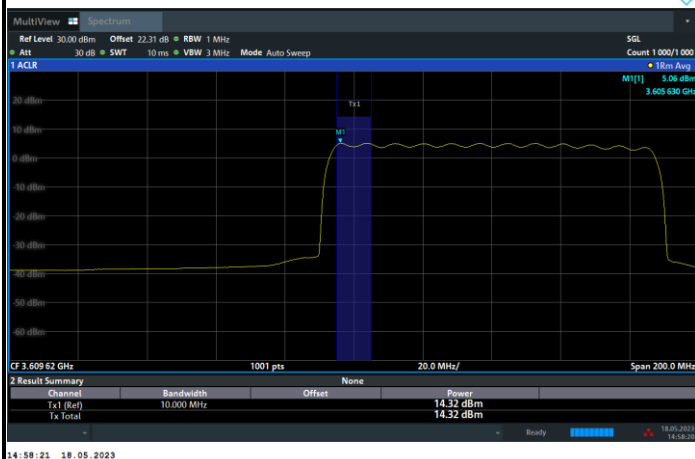 MultiView Spectrum
Ref Level 30.00 dBm Offset 22.31 dB RBW 1 MHz SGL
Att 30 dB SWT 10 ms VBW 3 MHz Mode Auto Sweep Count 1 000/1 000
1 ACLR 1Rm Avg
M1[1] 5.06 dBm
3.605 630 GHz
20 dBm
Tx1
10 dBm
M1
0 dBm
-10 dBm
-20 dBm
-30 dBm
-40 dBm
-50 dBm
-60 dBm
CF 3.609 62 GHz 1001 pts 20.0 MHz/ Span 200.0 MHz
2 Result Summary None
Channel Bandwidth Offset Power
Tx1 (Ref) 10.000 MHz 14.32 dBm
Tx Total 14.32 dBm
Ready 18.05.2023
14:58:20
14:58:21 18.05.2023